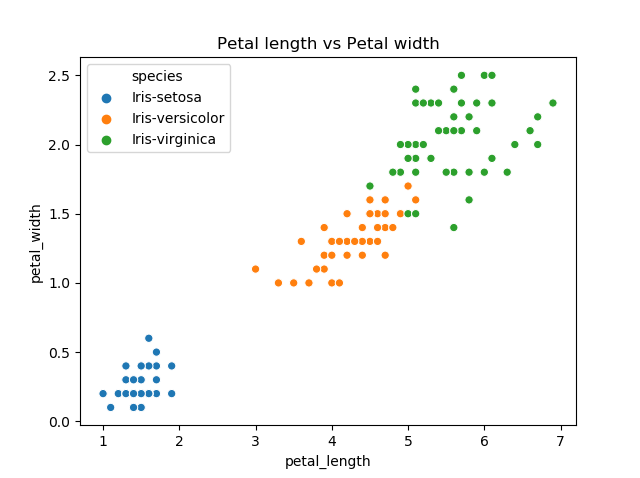 Petal length vs Petal width
species
Iris-setosa
Iris-versicolor
Iris-virginica
petal_width
2.5
2.0
1.5
1.0
0.5
0.0
1 2 3 4 5 6 7
petal_length